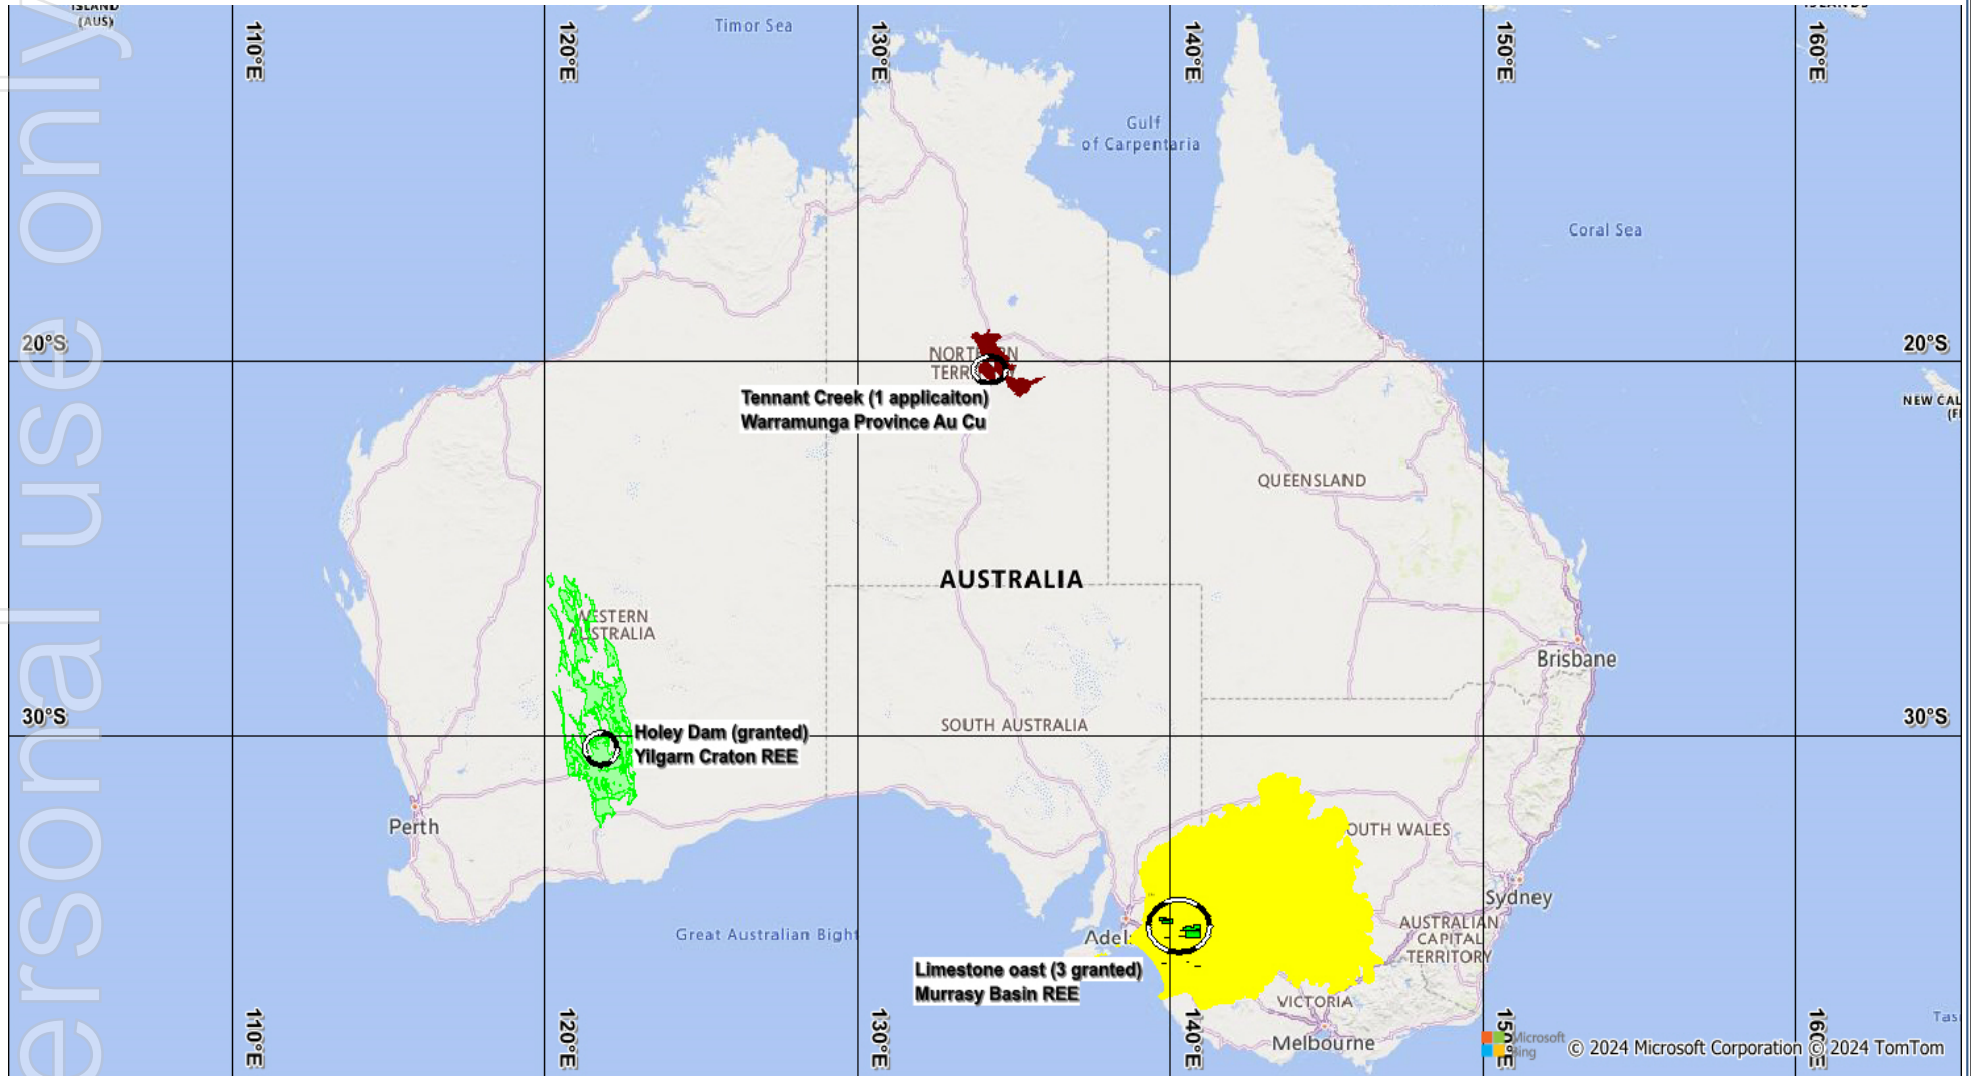 ISLAND
(AUS)
110°E
120°E
130°E
140°E
150°E
160°E
Timor Sea
Gulf
of Carpentaria
Coral Sea
20°S
20°S
NORTHERN
TERRITORY
Tennant Creek (1 applicaiton)
Warramunga Province Au Cu
NEW CAL
QUEENSLAND
AUSTRALIA
WESTERN
AUSTRALIA
Brisbane
30°S
30°S
SOUTH AUSTRALIA
Holey Dam (granted)
Yilgarn Craton REE
Perth
OUTH WALES
Sydney
Great Australian Bight
Adel
AUSTRALIAN
CAPITAL
TERRITORY
Limestone oast (3 granted)
Murrasy Basin REE
VICTORIA
Melbourne
Tas
110°E
120°E
130°E
140°E
150°E
160°E
Microsoft
Bing
© 2024 Microsoft Corporation © 2024 TomTom
ersonal use only